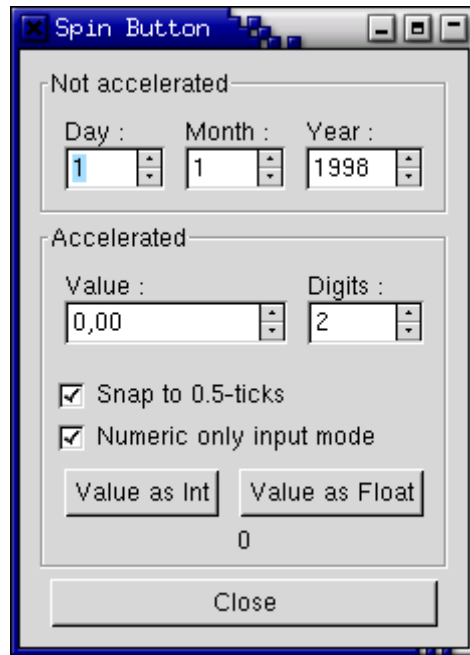 Spin Button
Not accelerated
Day : Month : Year :
1 1 1998
Accelerated
Value : Digits :
0,00 2
Snap to 0.5-ticks
Numeric only input mode
Value as Int Value as Float
0
Close